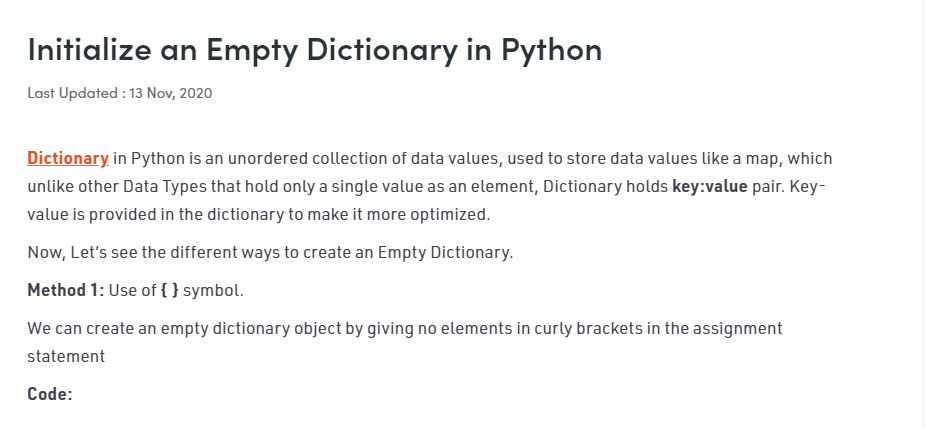 Initialize an Empty Dictionary in Python
Last Updated : 13 Nov, 2020
Dictionary in Python is an unordered collection of data values, used to store data values like a map, which
unlike other Data Types that hold only a single value as an element, Dictionary holds key:value pair. Key-
value is provided in the dictionary to make it more optimized.
Now, Let's see the different ways to create an Empty Dictionary.
Method 1: Use of { } symbol.
We can create an empty dictionary object by giving no elements in curly brackets in the assignment
statement
Code: